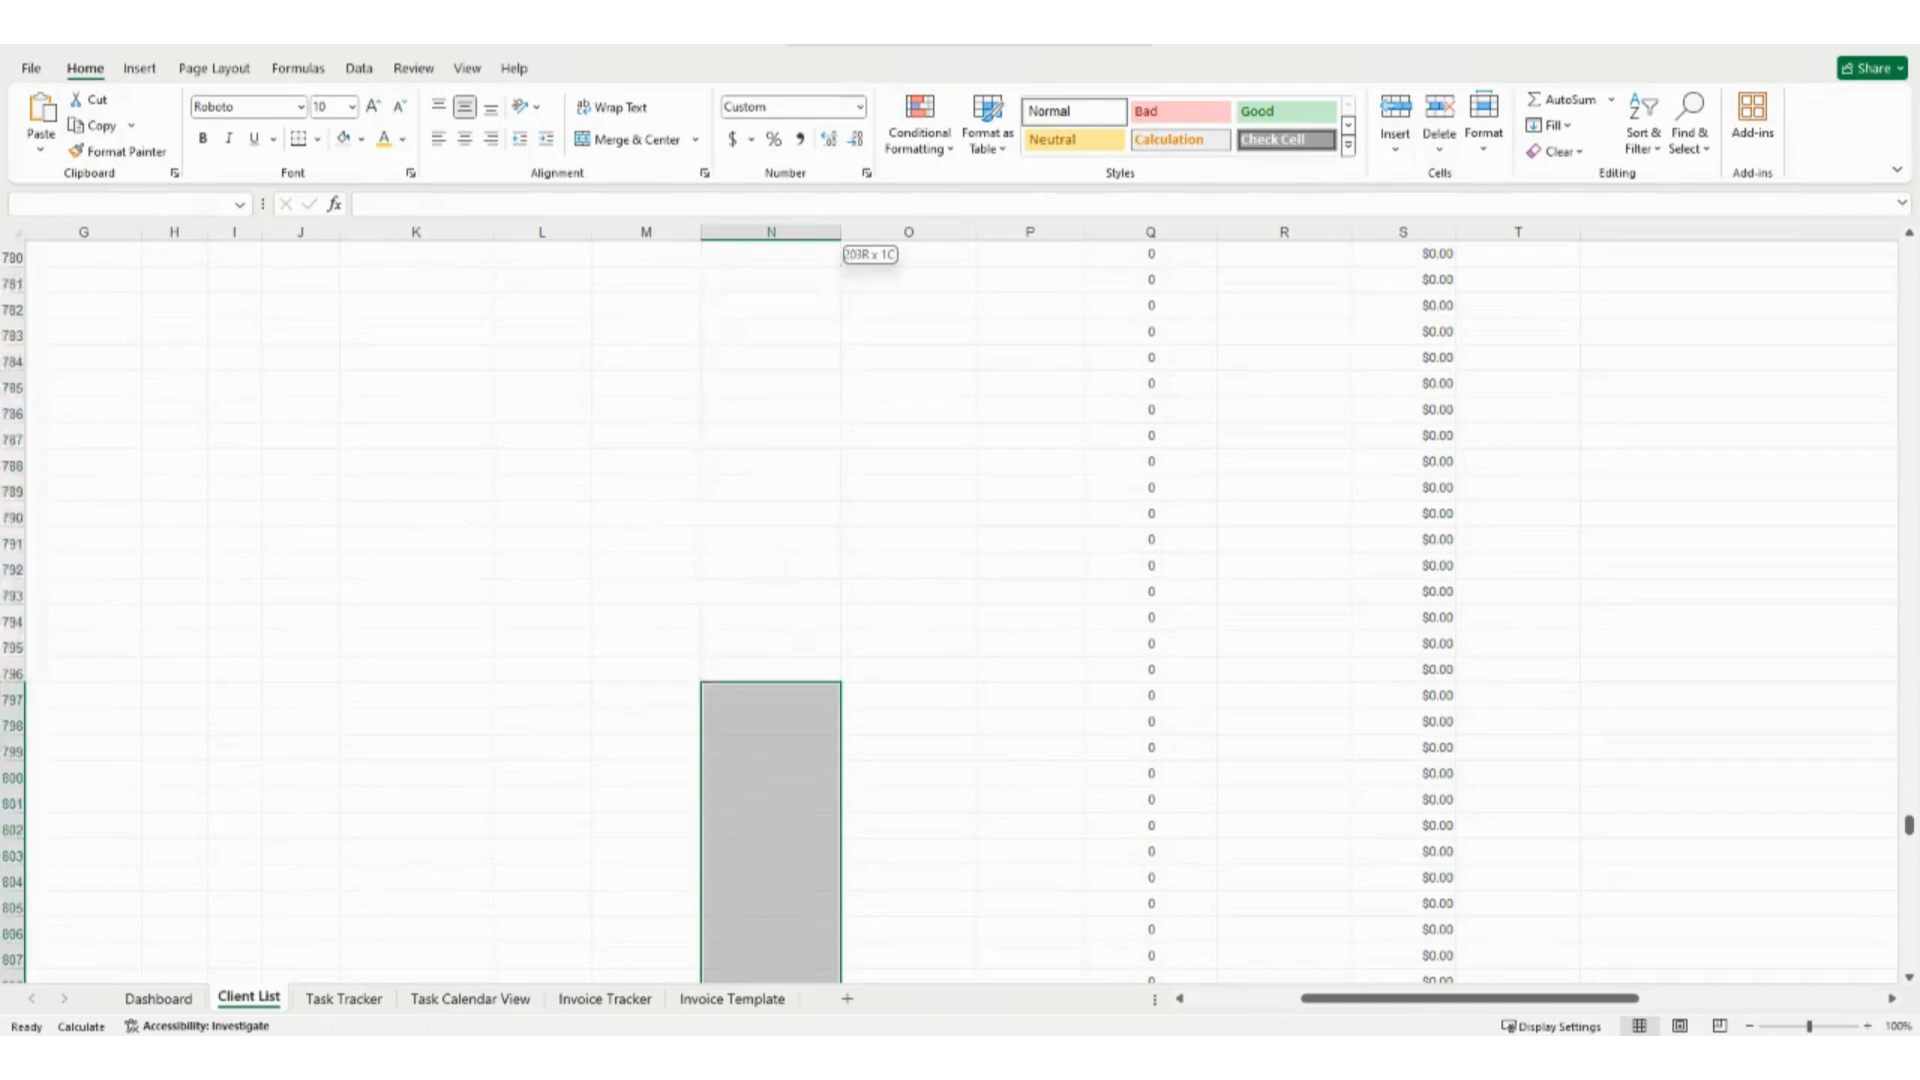 File Home Insert Page Layout Formulas Data Review View Help Share
Paste Cut Copy Format Painter Clipboard
Roboto 10 B I U Font
Wrap Text Merge & Center Alignment
Custom $ % , Number
Conditional Formatting Format as Table
Normal Bad Good
Neutral Calculation Check Cell
Styles
Insert Delete Format Cells
AutoSum Fill Clear Sort & Filter Find & Select Editing
Add-ins Add-ins
fx
G H I J K L M N O P Q R S T
203R x 1C
780 0 $0.00
781 0 $0.00
782 0 $0.00
783 0 $0.00
784 0 $0.00
785 0 $0.00
786 0 $0.00
787 0 $0.00
788 0 $0.00
789 0 $0.00
790 0 $0.00
791 0 $0.00
792 0 $0.00
793 0 $0.00
794 0 $0.00
795 0 $0.00
796 0 $0.00
797 0 $0.00
798 0 $0.00
799 0 $0.00
800 0 $0.00
801 0 $0.00
802 0 $0.00
803 0 $0.00
804 0 $0.00
805 0 $0.00
806 0 $0.00
807 0 $0.00
Dashboard Client List Task Tracker Task Calendar View Invoice Tracker Invoice Template +
Ready Calculate Accessibility: Investigate Display Settings 100%